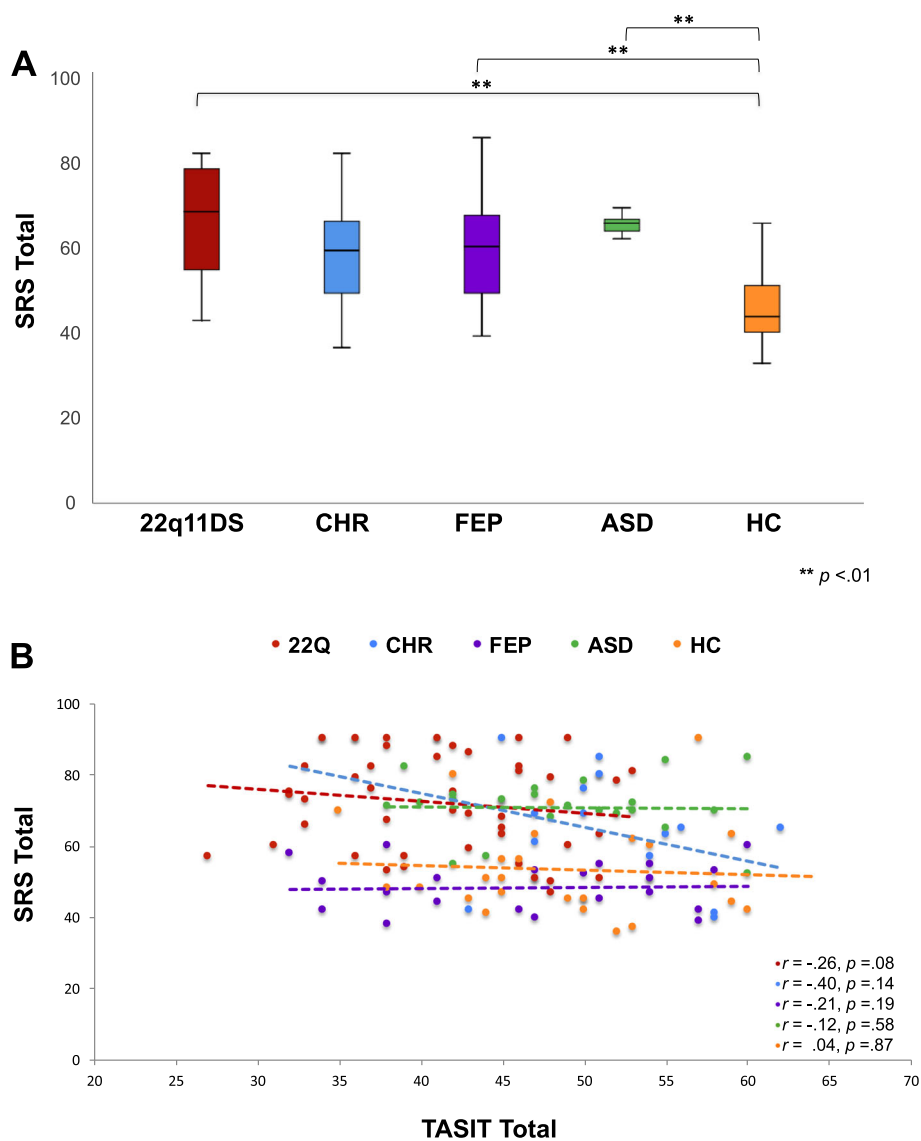 A
**
**
**
100
80
60
40
20
0
SRS Total
22q11DS CHR FEP ASD HC
** p <.01
B
22Q CHR FEP ASD HC
100
80
60
40
20
0
SRS Total
r = -.26, p =.08
r = -.40, p =.14
r = -.21, p =.19
r = -.12, p =.58
r = .04, p =.87
20 25 30 35 40 45 50 55 60 65 70
TASIT Total